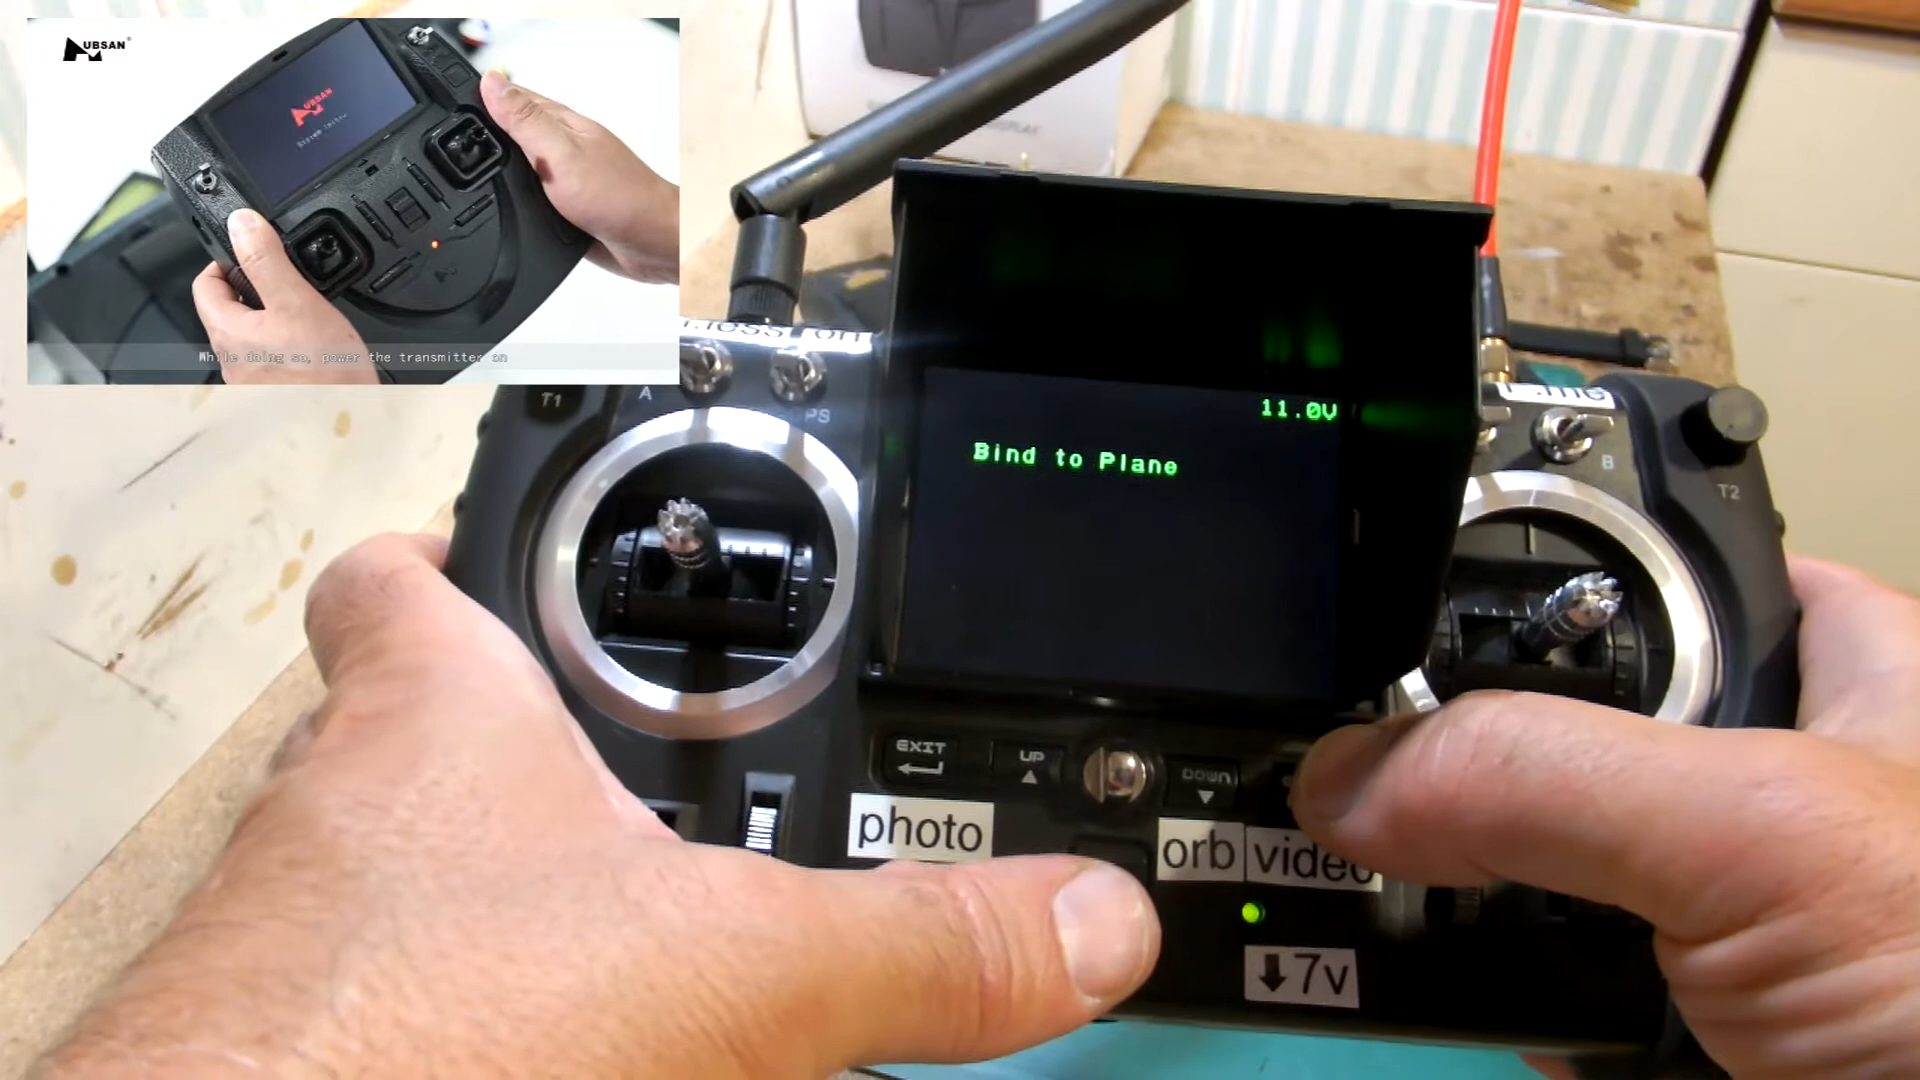 UBSAN
UBSAN
While doing so, power the transmitter on
T1
A
PS
11.0V
Bind to Plane
B
T2
EXIT
UP
DOWN
photo
orb video
7v